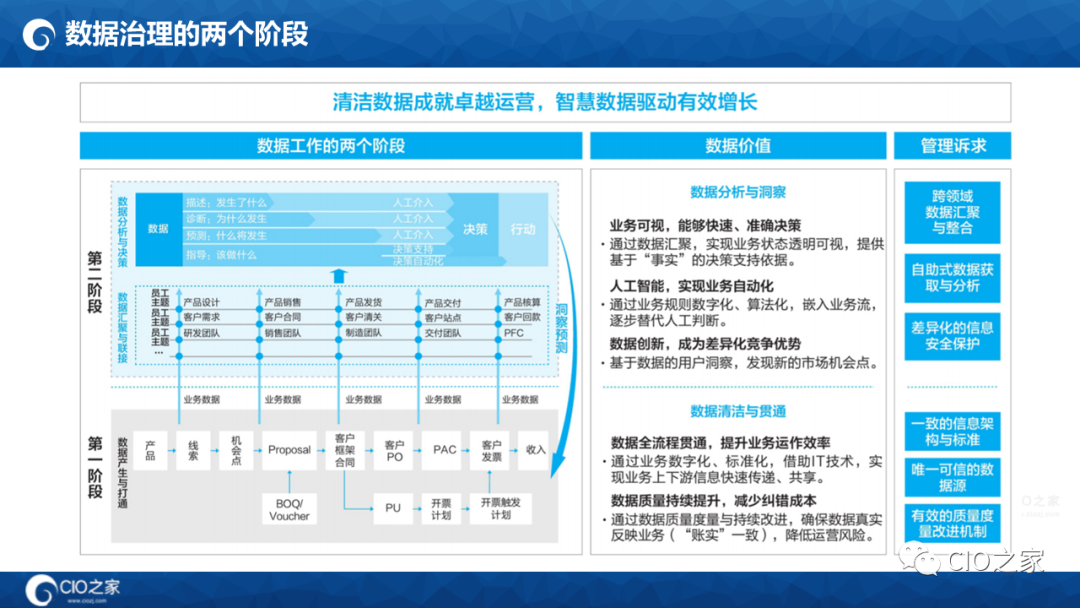 数据治理的两个阶段
清洁数据成就卓越运营，智慧数据驱动有效增长
数据工作的两个阶段
数据价值
管理诉求
第二阶段
数据分析与决策
数据
描述：发生了什么
人工介入
诊断：为什么发生
人工介入
预测：什么将发生
人工介入
指导：该做什么
决策支持
决策自动化
决策
行动
数据汇聚与联接
员工
主题
员工
主题
员工
主题
...
产品设计
产品销售
产品发货
产品交付
产品核算
客户需求
客户合同
客户清关
客户站点
客户回款
研发团队
销售团队
制造团队
交付团队
PFC
洞察预测
业务数据
业务数据
业务数据
业务数据
业务数据
第一阶段
数据产生与打通
产品
线索
机会点
Proposal
客户
框架
合同
客户
PO
PAC
客户
发票
收入
BOQ/
Voucher
PU
开票
计划
开票触发
计划
数据分析与洞察
业务可视，能够快速、准确决策
·通过数据汇聚，实现业务状态透明可视，提供
基于“事实”的决策支持依据。
人工智能，实现业务自动化
·通过业务规则数字化、算法化，嵌入业务流，
逐步替代人工判断。
数据创新，成为差异化竞争优势
·基于数据的用户洞察，发现新的市场机会点。
数据清洁与贯通
数据全流程贯通，提升业务运作效率
·通过业务数字化、标准化，借助IT技术，实
现业务上下游信息快速传递、共享。
数据质量持续提升，减少纠错成本
·通过数据质量度量与持续改进，确保数据真实
反映业务（“账实”一致），降低运营风险。
跨领域
数据汇聚
与整合
自助式数据获
取与分析
差异化的信息
安全保护
一致的信息架
构与标准
唯一可信的数
据源
有效的质量度
量改进机制
CIO之家
CIO之家
www.ciozj.com